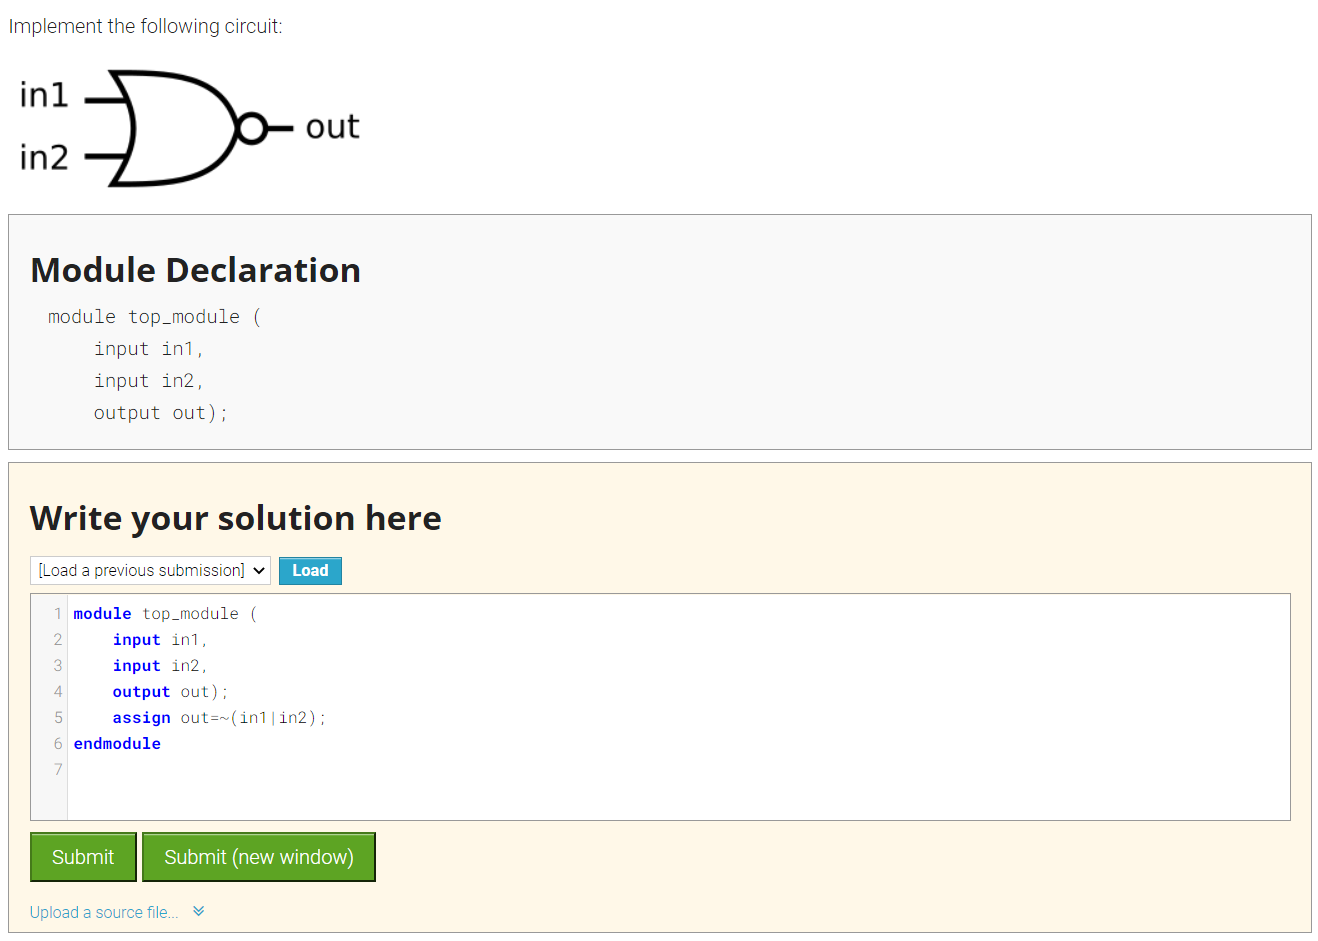 Implement the following circuit:
in1
out
in2
Module Declaration
module top_module (
    input in1,
    input in2,
    output out);
Write your solution here
[Load a previous submission] Load
1 module top_module (
2     input in1,
3     input in2,
4     output out);
5     assign out=~(in1|in2);
6 endmodule
7
Submit Submit (new window)
Upload a source file...